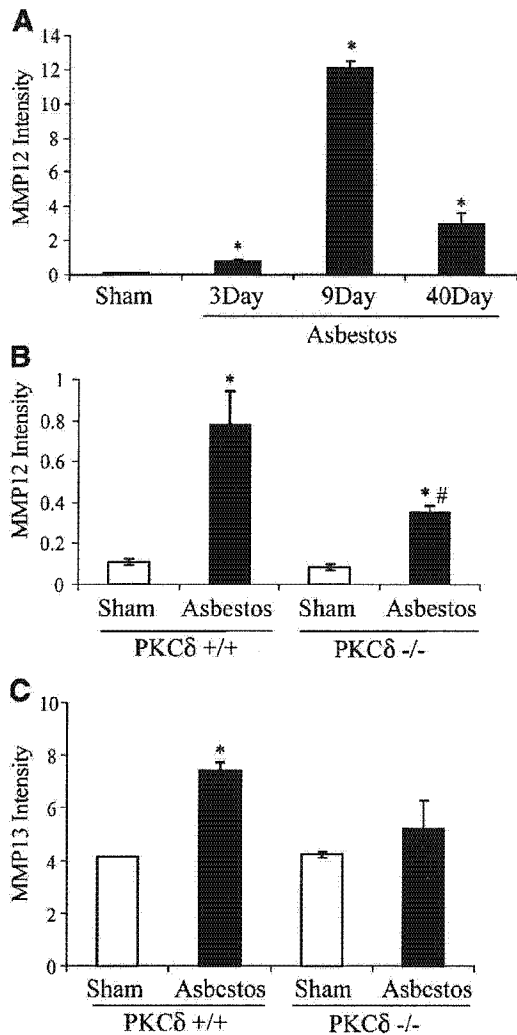 A
MMP12 Intensity
14
12
10
8
6
4
2
0
*
*
*
Sham 3Day 9Day 40Day
Asbestos
B
MMP12 Intensity
1
0.8
0.6
0.4
0.2
0
*
* #
Sham Asbestos Sham Asbestos
PKCδ +/+ PKCδ -/-
C
MMP13 Intensity
10
8
6
4
2
0
*
Sham Asbestos Sham Asbestos
PKCδ +/+ PKCδ -/-